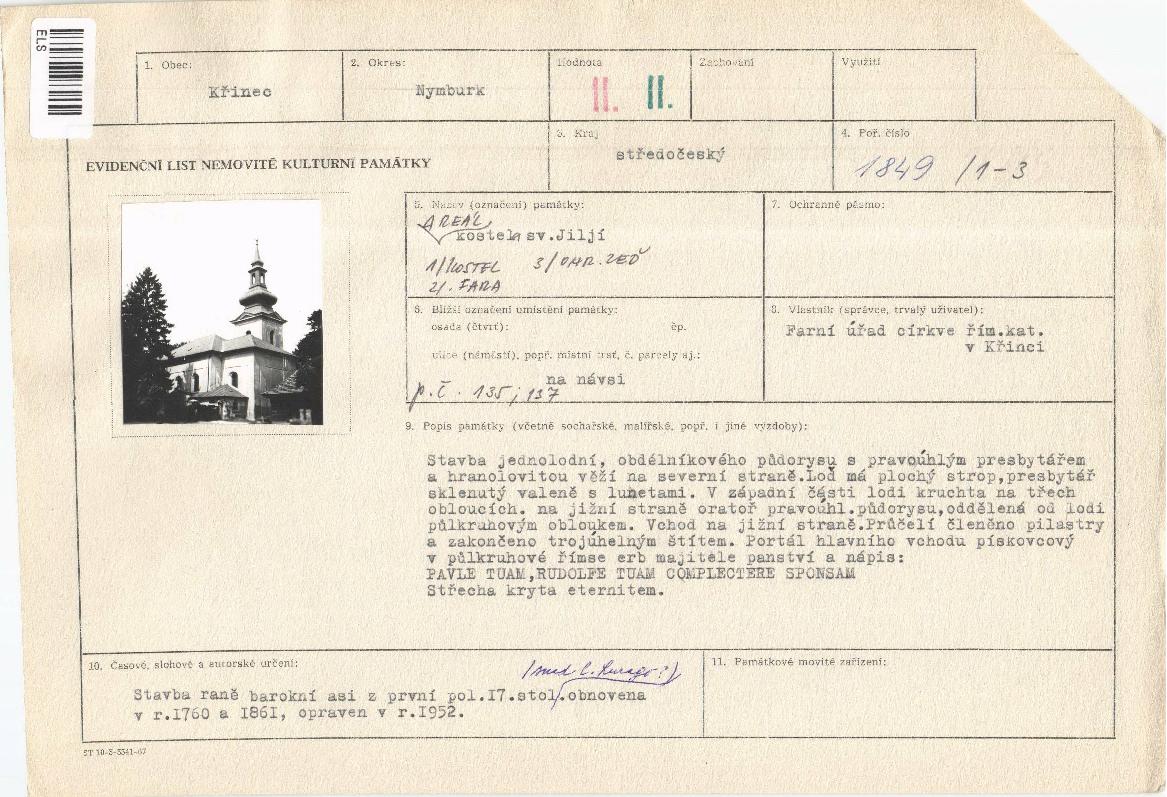 ELS
1. Obec:
Křinec
2. Okres:
Nymburk
Hodnota
II. II.
Zachování
Využití
EVIDENČNÍ LIST NEMOVITÉ KULTURNÍ PAMÁTKY
3. Kraj
středočeský
4. Poř. číslo
1849 /1-3
5. Název (označení) památky:
AREÁL
kostela sv.Jiljí
1/KOSTEL 3/OHR. ZEĎ
2/. FARA
7. Ochranné pásmo:
6. Bližší označení umístění památky:
osada (čtvrť): čp.
ulice (náměstí), popř. místní trať, č. parcely aj.:
na návsi
p.č. 135; 137
8. Vlastník (správce, trvalý uživatel):
Farní úřad církve řím.kat.
v Křinci
9. Popis památky (včetně sochařské, malířské, popř. i jiné výzdoby):
Stavba jednolodní, obdélníkového půdorysu s pravoúhlým presbytářem
a hranolovitou věží na severní straně.Loď má plochý strop,presbytář
sklenutý valeně s lunetami. V západní části lodi kruchta na třech
obloucích. na jižní straně oratoř pravoúhl.půdorysu,oddělená od lodi
půlkruhovým obloukem. Vchod na jižní straně.Průčelí členěno pilastry
a zakončeno trojúhelným štítem. Portál hlavního vchodu pískovcový
v půlkruhové římse erb majitele panství a nápis:
PAVLE TUAM,RUDOLFE TUAM COMPLECTERE SPONSAM
Střecha kryta eternitem.
10. Časové, slohové a autorské určení:
Stavba raně barokní asi z první pol.17.stol.obnovena
v r.1760 a 1861, opraven v r.1952.
11. Památkové movité zařízení:
ST 10-S-3341-67